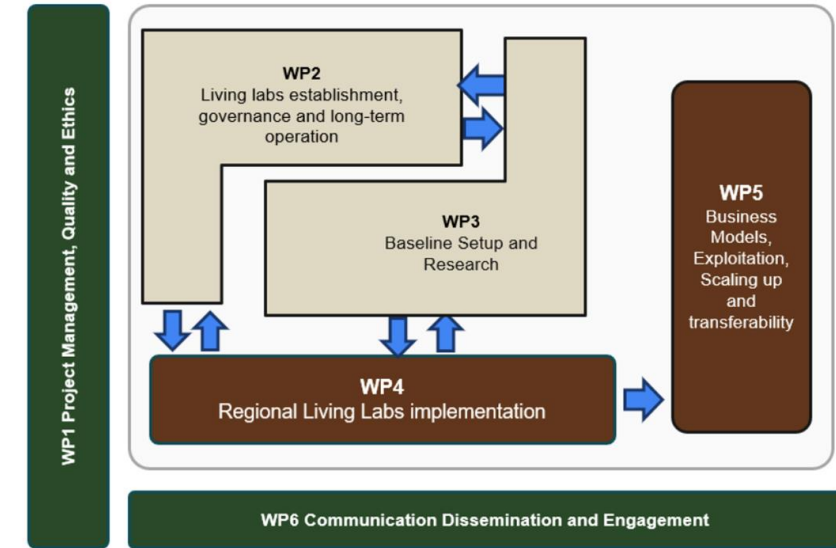 WP1 Project Management, Quality and Ethics
WP2
Living labs establishment,
governance and long-term
operation
WP3
Baseline Setup and
Research
WP4
Regional Living Labs implementation
WP5
Business
Models,
Exploitation,
Scaling up
and
transferability
WP6 Communication Dissemination and Engagement